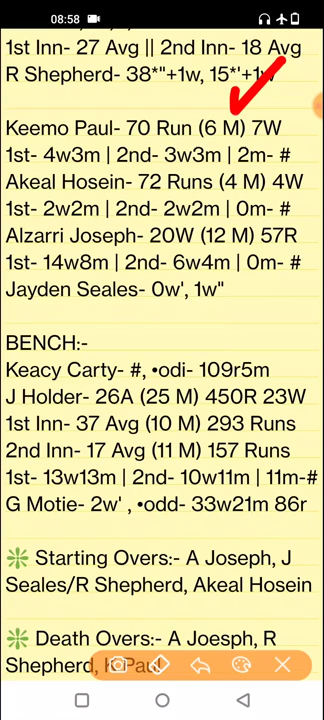 08:58
1st Inn- 27 Avg || 2nd Inn- 18 Avg
R Shepherd- 38*"+1w, 15*'+1w
Keemo Paul- 70 Run (6 M) 7W
1st- 4w3m | 2nd- 3w3m | 2m- #
Akeal Hosein- 72 Runs (4 M) 4W
1st- 2w2m | 2nd- 2w2m | 0m- #
Alzarri Joseph- 20W (12 M) 57R
1st- 14w8m | 2nd- 6w4m | 0m- #
Jayden Seales- 0w', 1w"
BENCH:-
Keacy Carty- #, •odi- 109r5m
J Holder- 26A (25 M) 450R 23W
1st Inn- 37 Avg (10 M) 293 Runs
2nd Inn- 17 Avg (11 M) 157 Runs
1st- 13w13m | 2nd- 10w11m | 11m-#
G Motie- 2w' , •odd- 33w21m 86r
❇️ Starting Overs:- A Joseph, J
Seales/R Shepherd, Akeal Hosein
❇️ Death Overs:- A Joesph, R
Shepherd, K Paul